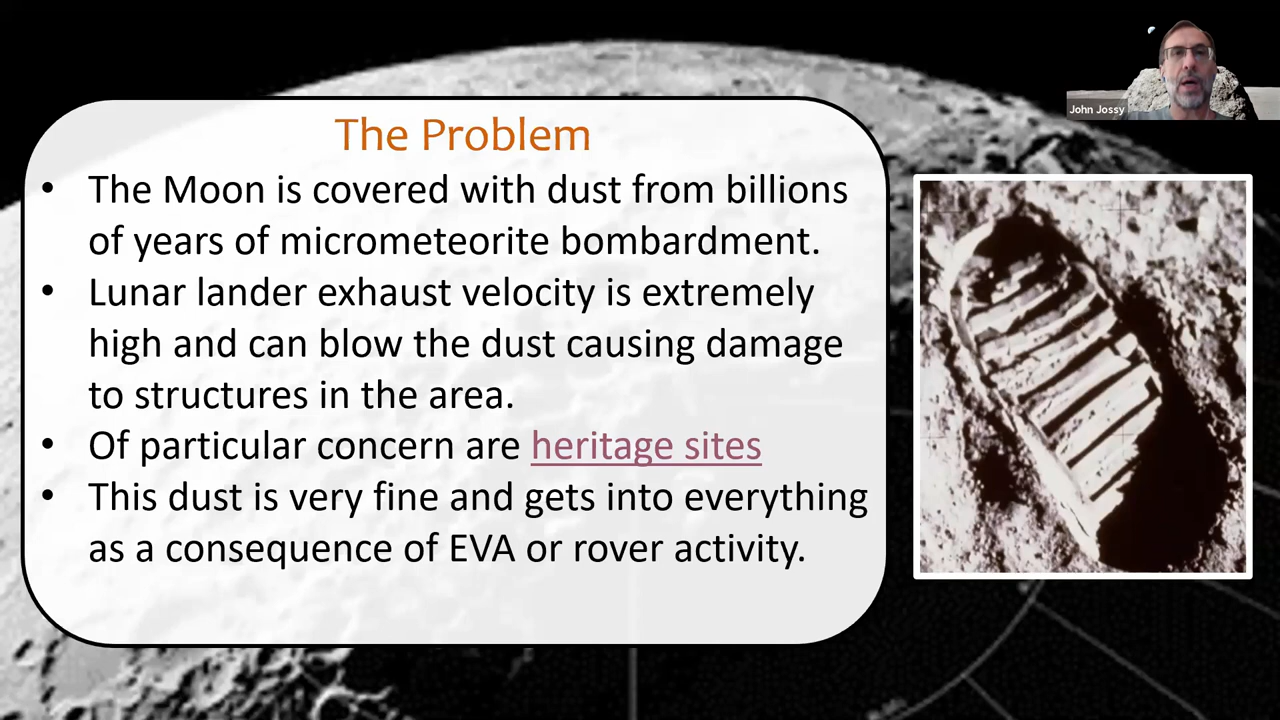 The Problem
• The Moon is covered with dust from billions
of years of micrometeorite bombardment.
• Lunar lander exhaust velocity is extremely
high and can blow the dust causing damage
to structures in the area.
• Of particular concern are heritage sites
• This dust is very fine and gets into everything
as a consequence of EVA or rover activity.
John Jossy